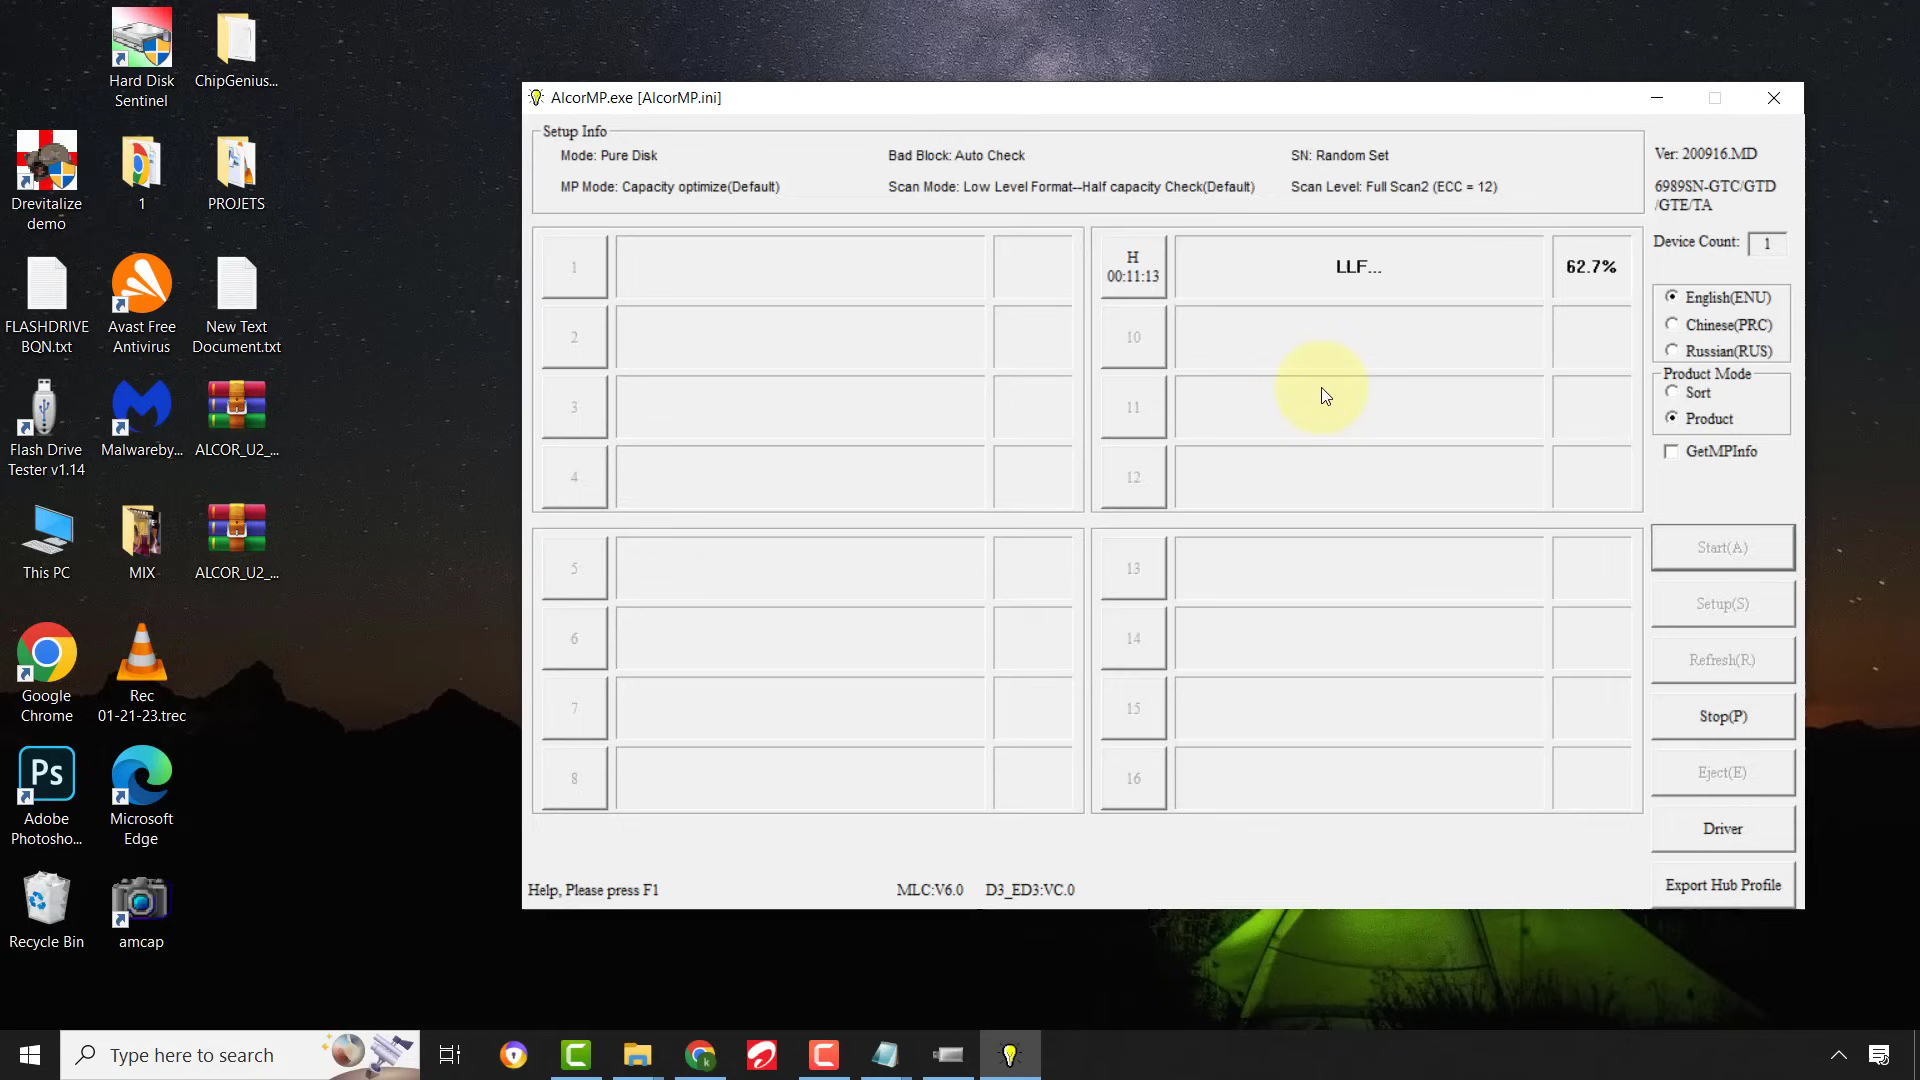 Hard Disk
Sentinel
ChipGenius...
Drevitalize
demo
1
PROJETS
FLASHDRIVE
BQN.txt
Avast Free
Antivirus
New Text
Document.txt
Flash Drive
Tester v1.14
Malwareby...
ALCOR_U2_...
This PC
MIX
ALCOR_U2_...
Google
Chrome
Rec
01-21-23.trec
Ps
Adobe
Photosho...
Microsoft
Edge
Recycle Bin
amcap
AlcorMP.exe [AlcorMP.ini]
Setup Info
Mode: Pure Disk
Bad Block: Auto Check
SN: Random Set
MP Mode: Capacity optimize(Default)
Scan Mode: Low Level Format--Half capacity Check(Default)
Scan Level: Full Scan2 (ECC = 12)
Ver: 200916.MD
6989SN-GTC/GTD
/GTE/TA
Device Count: 1
English(ENU)
Chinese(PRC)
Russian(RUS)
Product Mode
Sort
Product
GetMPInfo
1
2
3
4
H
00:11:13
LLF...
62.7%
10
11
12
5
6
7
8
13
14
15
16
Start(A)
Setup(S)
Refresh(R)
Stop(P)
Eject(E)
Driver
Export Hub Profile
Help, Please press F1
MLC:V6.0
D3_ED3:VC.0
Type here to search